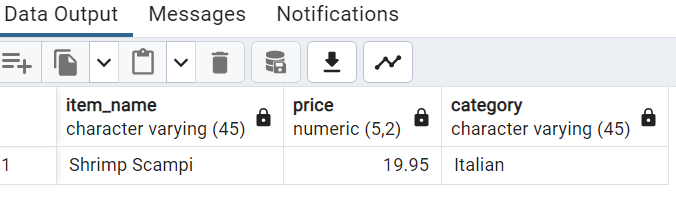 Data Output Messages Notifications
item_name price category
character varying (45) numeric (5,2) character varying (45)
1 Shrimp Scampi 19.95 Italian